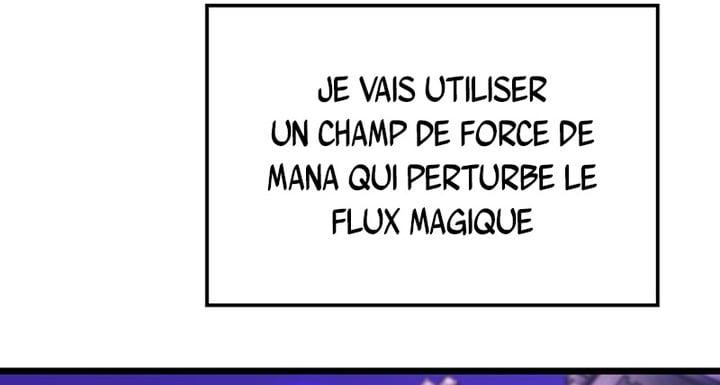 JE VAIS UTILISER
UN CHAMP DE FORCE DE
MANA QUI PERTURBE LE
FLUX MAGIQUE